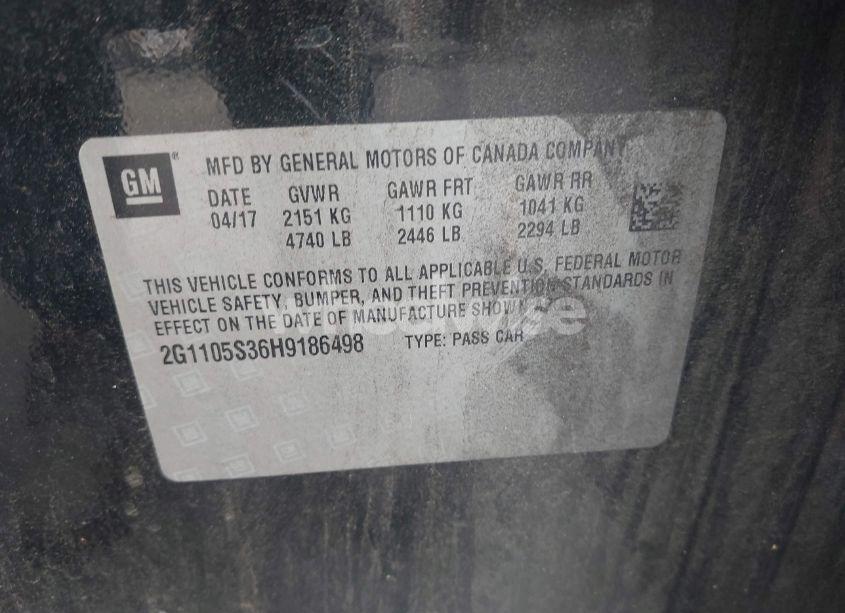 GM ®
MFD BY GENERAL MOTORS OF CANADA COMPANY
DATE GVWR GAWR FRT GAWR RR
04/17 2151 KG 1110 KG 1041 KG
4740 LB 2446 LB 2294 LB
THIS VEHICLE CONFORMS TO ALL APPLICABLE U.S. FEDERAL MOTOR
VEHICLE SAFETY, BUMPER, AND THEFT PREVENTION STANDARDS IN
EFFECT ON THE DATE OF MANUFACTURE SHOWN
2G1105S36H9186498 TYPE: PASS CAR